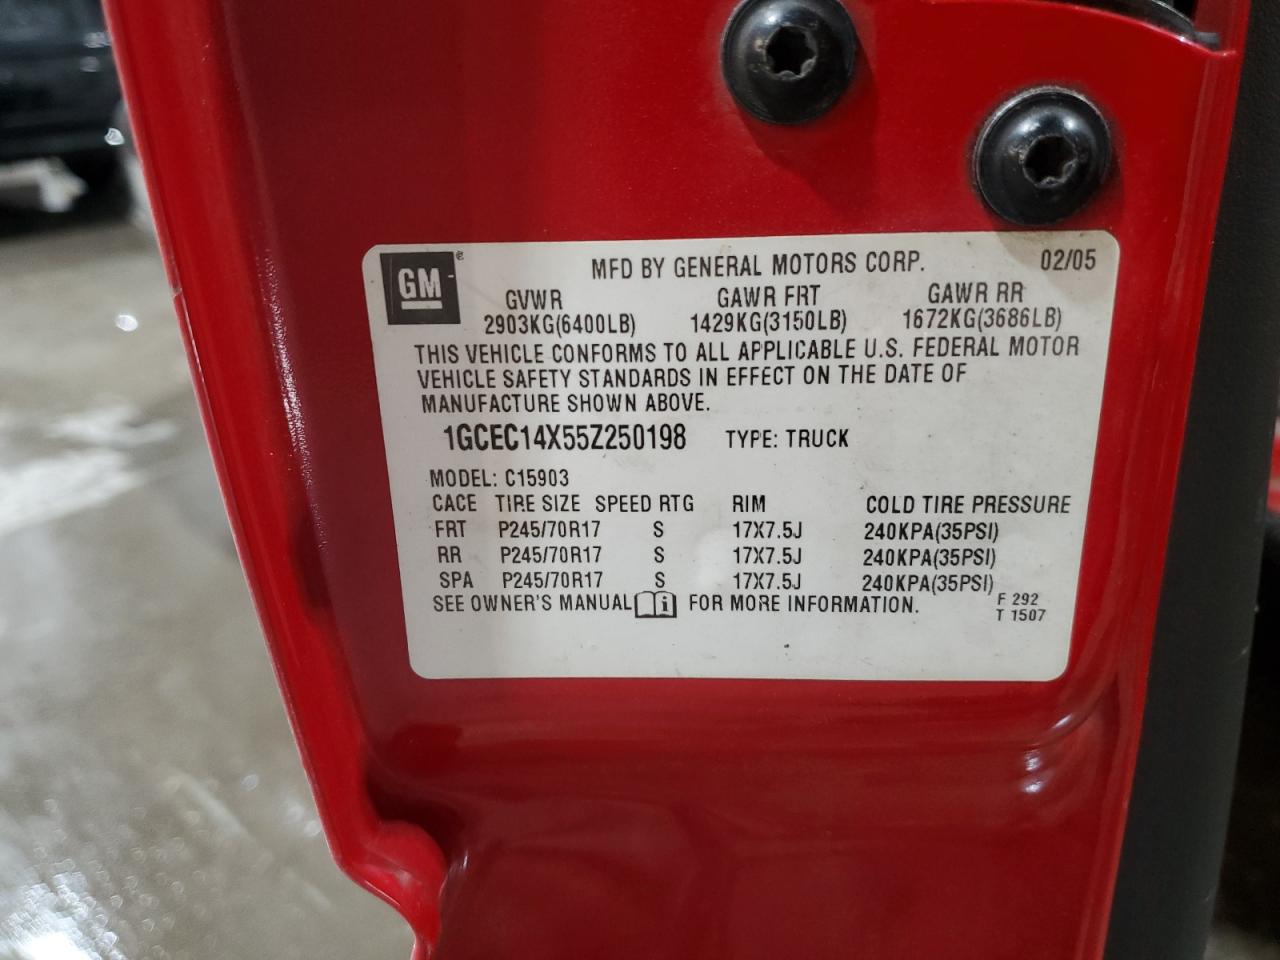 GM ® MFD BY GENERAL MOTORS CORP. 02/05
GVWR GAWR FRT GAWR RR
2903KG(6400LB) 1429KG(3150LB) 1672KG(3686LB)
THIS VEHICLE CONFORMS TO ALL APPLICABLE U.S. FEDERAL MOTOR
VEHICLE SAFETY STANDARDS IN EFFECT ON THE DATE OF
MANUFACTURE SHOWN ABOVE.
1GCEC14X55Z250198 TYPE: TRUCK
MODEL: C15903
CACE TIRE SIZE SPEED RTG RIM COLD TIRE PRESSURE
FRT P245/70R17 S 17X7.5J 240KPA(35PSI)
RR P245/70R17 S 17X7.5J 240KPA(35PSI)
SPA P245/70R17 S 17X7.5J 240KPA(35PSI)
SEE OWNER'S MANUAL i FOR MORE INFORMATION. F 292
T 1507